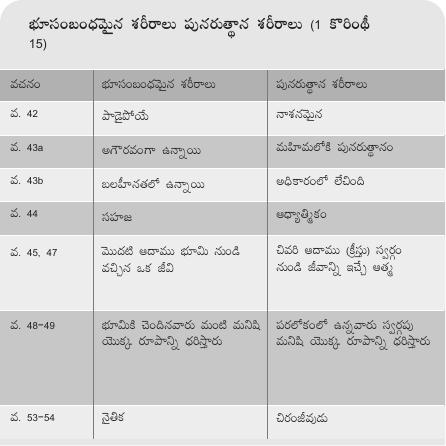 భూసంబంధమైన శరీరాలు పునరుత్థాన శరీరాలు (1 కొరింథీ
15)
వచనం భూసంబంధమైన శరీరాలు పునరుత్థాన శరీరాలు
వ. 42 పాడైపోయే నాశనమైన
వ. 43a అగౌరవంగా ఉన్నాయి మహిమలోకి పునరుత్థానం
వ. 43b బలహీనతలో ఉన్నాయి అధికారంలో లేచింది
వ. 44 సహజ ఆధ్యాత్మికం
వ. 45, 47 మొదటి ఆదాము భూమి నుండి చివరి ఆదాము (క్రీస్తు) స్వర్గం
వచ్చిన ఒక జీవి నుండి జీవాన్ని ఇచ్చే ఆత్మ
వ. 48-49 భూమికి చెందినవారు మంటి మనిషి పరలోకంలో ఉన్నవారు స్వర్గపు
యొక్క రూపాన్ని ధరిస్తారు మనిషి యొక్క రూపాన్ని ధరిస్తారు
వ. 53-54 నైతిక చిరంజీవుడు